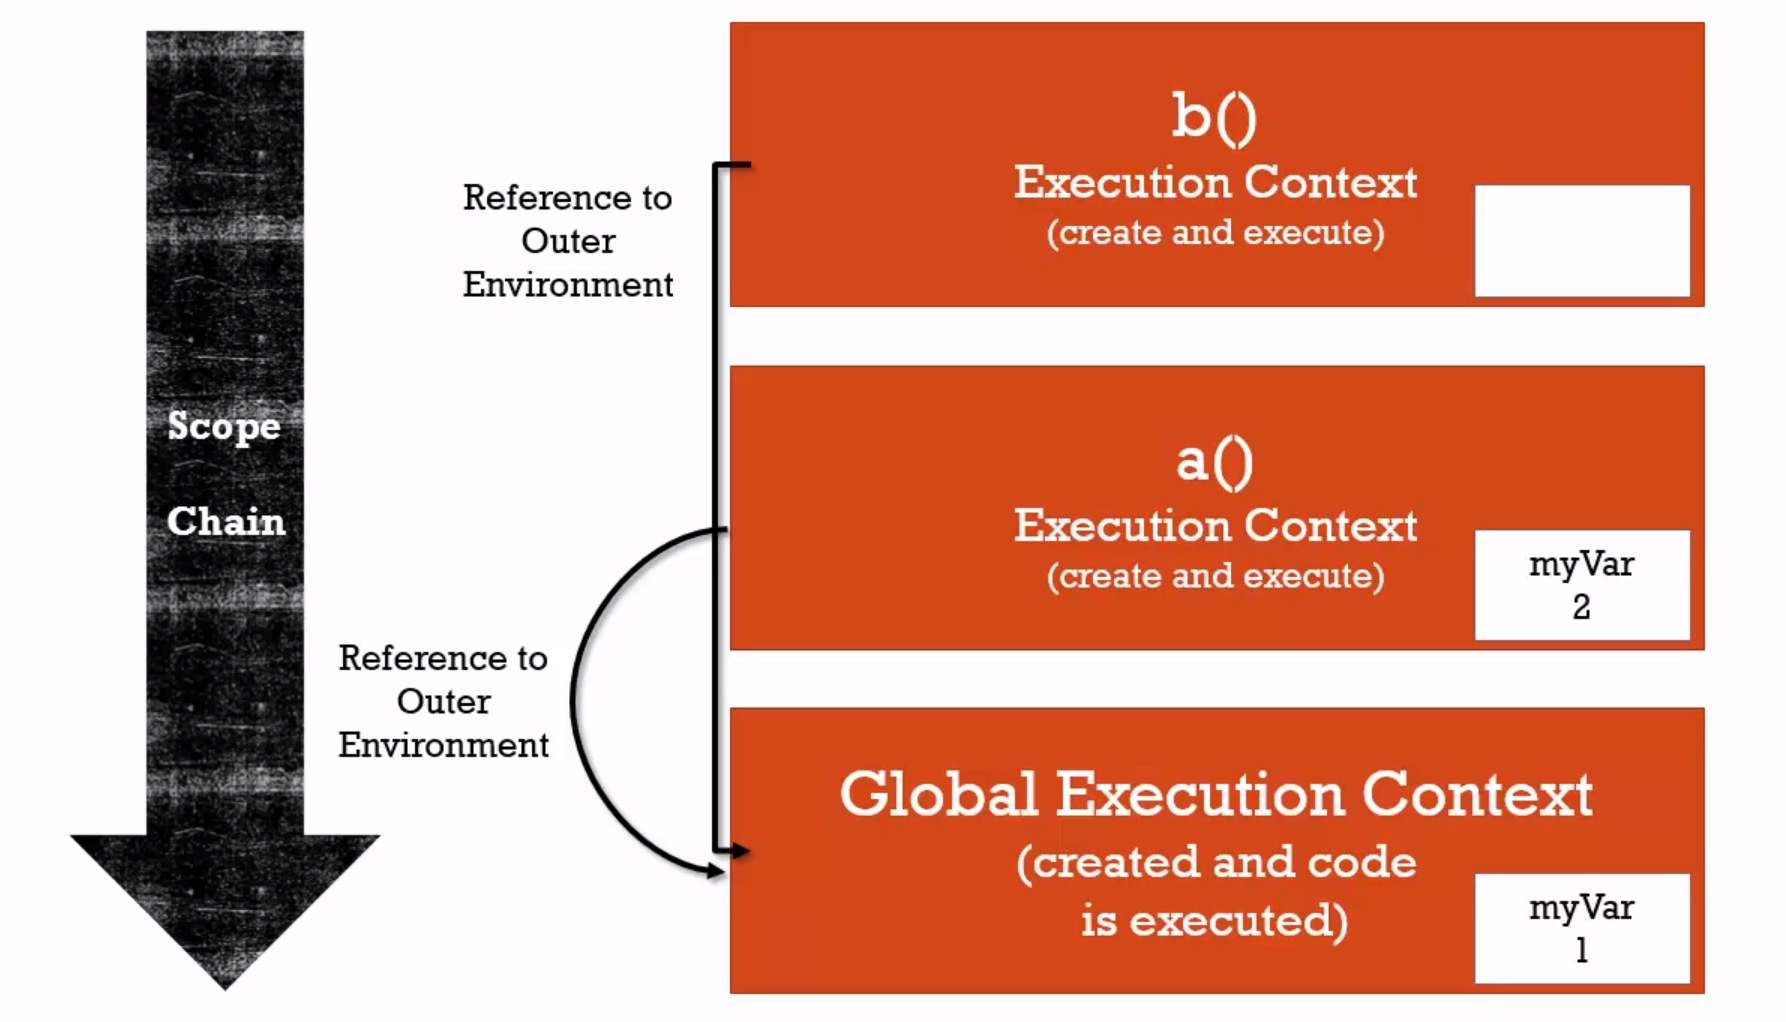 b()
Execution Context
(create and execute)
Reference to
Outer
Environment
Scope
Chain
a()
Execution Context
(create and execute)
myVar
2
Reference to
Outer
Environment
Global Execution Context
(created and code
is executed)
myVar
1